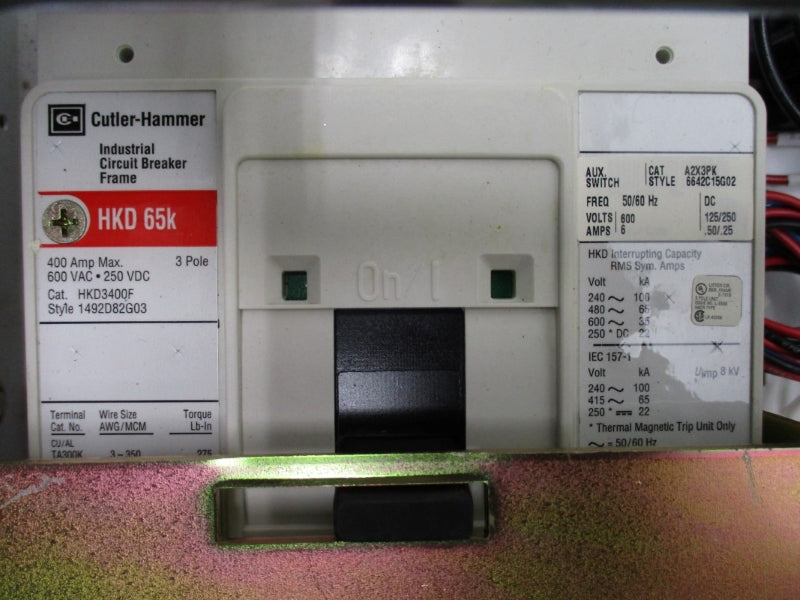 Cutler-Hammer
Industrial
Circuit Breaker
Frame
HKD 65k
400 Amp Max. 3 Pole
600 VAC • 250 VDC
Cat. HKD3400F
Style 1492D82G03
Terminal Wire Size Torque
Cat. No. AWG/MCM Lb-In
CU/AL
TA300K 3 – 350 275
On/I
AUX. SWITCH CAT STYLE A2X3PK 6642C15G02
FREQ 50/60 Hz DC
VOLTS 600 125/250
AMPS 6 .50/.25
HKD Interrupting Capacity
RMS Sym. Amps
Volt kA
240 ~ 100
480 ~ 65
600 ~ 35
250 * DC 22
IEC 157-1
Volt kA Uimp 8 kV
240 ~ 100
415 ~ 65
250 * ⎓ 22
* Thermal Magnetic Trip Unit Only
~ = 50/60 Hz